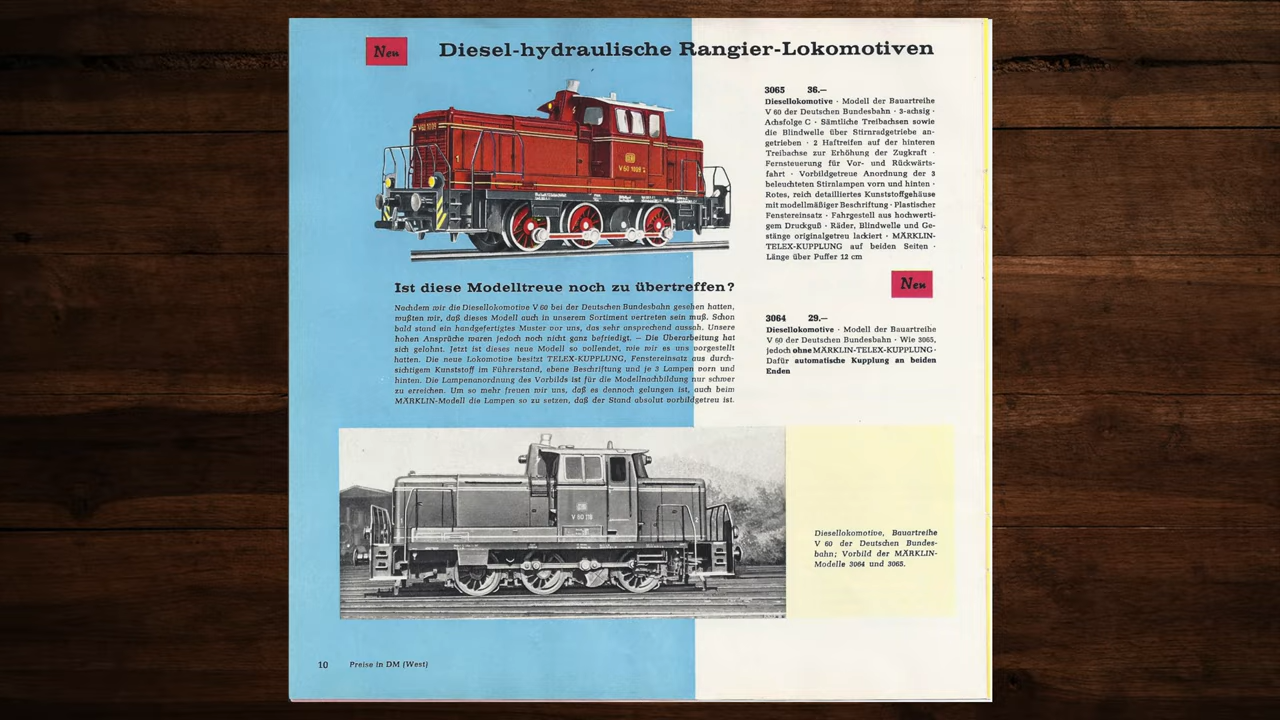 Neu
Diesel-hydraulische Rangier-Lokomotiven
3065 36.—
Diesellokomotive · Modell der Bauartreihe
V 60 der Deutschen Bundesbahn · 3-achsig ·
Achsfolge C · Sämtliche Treibachsen sowie
die Blindwelle über Stirnradgetriebe an-
getrieben · 2 Haftreifen auf der hinteren
Treibachse zur Erhöhung der Zugkraft ·
Fernsteuerung für Vor- und Rückwärts-
fahrt · Vorbildgetreue Anordnung der 3
beleuchteten Stirnlampen vorn und hinten ·
Rotes, reich detailliertes Kunststoffgehäuse
mit modellmäßiger Beschriftung · Plastischer
Fenstereinsatz · Fahrgestell aus hochwerti-
gem Druckguß · Räder, Blindwelle und Ge-
stänge originalgetreu lackiert · MÄRKLIN-
TELEX-KUPPLUNG auf beiden Seiten ·
Länge über Puffer 12 cm
Neu
3064 29.—
Diesellokomotive · Modell der Bauartreihe
V 60 der Deutschen Bundesbahn · Wie 3065,
jedoch ohne MÄRKLIN-TELEX-KUPPLUNG ·
Dafür automatische Kupplung an beiden
Enden
V 60 1009
1
DB
V 60 1009
Ist diese Modelltreue noch zu übertreffen?
Nachdem wir die Diesellokomotive V 60 bei der Deutschen Bundesbahn gesehen hatten,
mußten wir, daß dieses Modell auch in unserem Sortiment vertreten sein muß. Schon
bald stand ein handgefertigtes Muster vor uns, das sehr ansprechend aussah. Unsere
hohen Ansprüche waren jedoch noch nicht ganz befriedigt. — Die Überarbeitung hat
sich gelohnt. Jetzt ist dieses neue Modell so vollendet, wie wir es uns vorgestellt
hatten. Die neue Lokomotive besitzt TELEX-KUPPLUNG, Fenstereinsatz aus durch-
sichtigem Kunststoff im Führerstand, ebene Beschriftung und je 3 Lampen vorn und
hinten. Die Lampenanordnung des Vorbilds ist für die Modellnachbildung nur schwer
zu erreichen. Um so mehr freuen wir uns, daß es dennoch gelungen ist, auch beim
MÄRKLIN-Modell die Lampen so zu setzen, daß der Stand absolut vorbildgetreu ist.
DB
V 60 116
2
Diesellokomotive, Bauartreihe
V 60 der Deutschen Bundes-
bahn; Vorbild der MÄRKLIN-
Modelle 3064 und 3065.
10 Preise in DM (West)